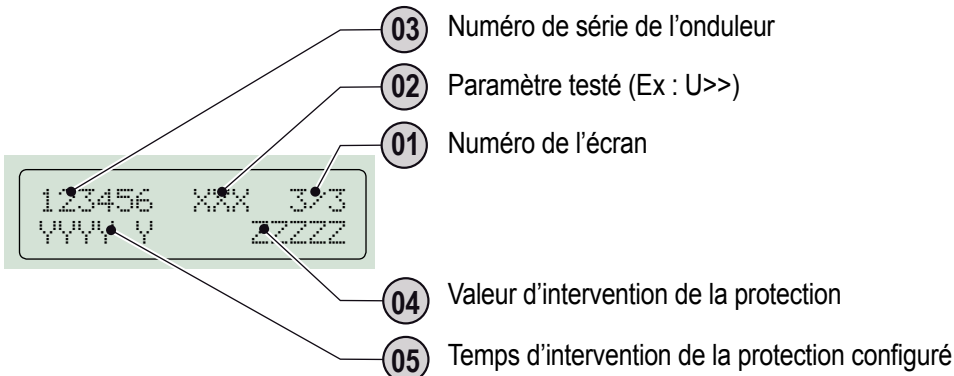 03 Numéro de série de l’onduleur
02 Paramètre testé (Ex : U>>)
01 Numéro de l’écran
123456 XXX 3/3
YYYY Y ZZZZZ
04 Valeur d’intervention de la protection
05 Temps d’intervention de la protection configuré